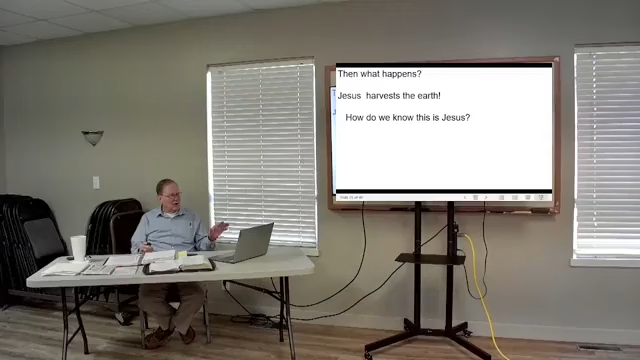 Then what happens?
Jesus harvests the earth!
How do we know this is Jesus?